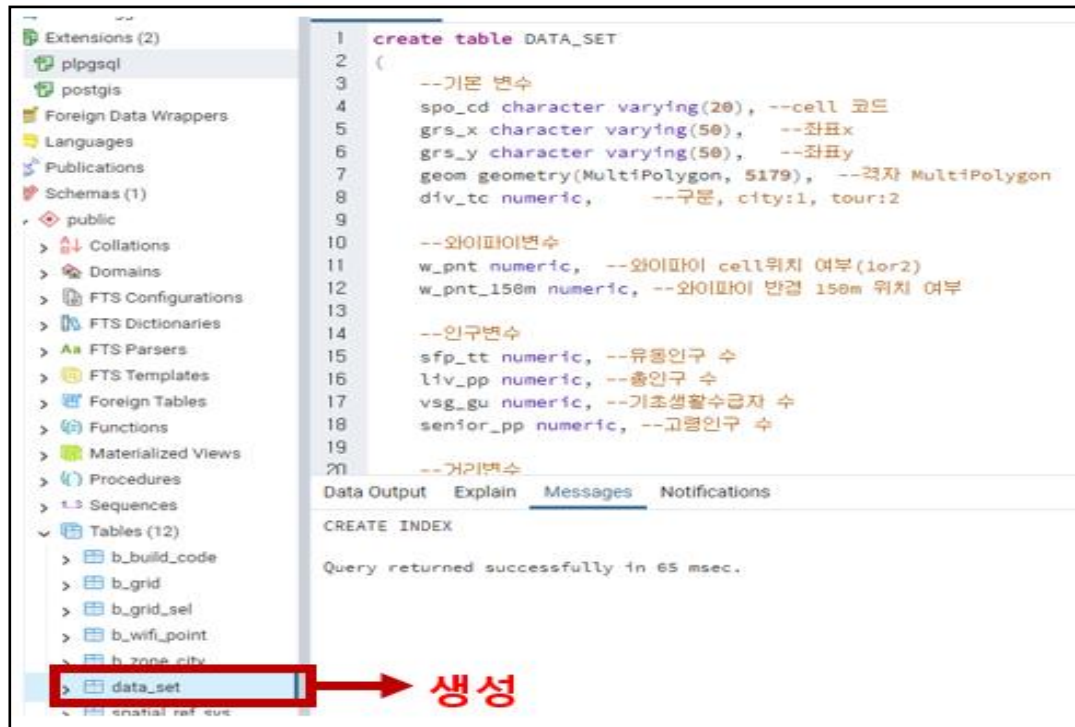 Extensions (2)
plpgsql
postgis
Foreign Data Wrappers
Languages
Publications
Schemas (1)
public
Collations
Domains
FTS Configurations
FTS Dictionaries
Aa FTS Parsers
FTS Templates
Foreign Tables
Functions
Materialized Views
Procedures
1..3 Sequences
Tables (12)
b_build_code
b_grid
b_grid_sel
b_wifi_point
b_zone_city
data_set
spatial_ref_sys
1 create table DATA_SET
2 (
3 --기본 변수
4 spo_cd character varying(20), --cell 코드
5 grs_x character varying(50), --좌표x
6 grs_y character varying(50), --좌표y
7 geom geometry(MultiPolygon, 5179), --격자 MultiPolygon
8 div_tc numeric, --구분, city:1, tour:2
9
10 --와이파이변수
11 w_pnt numeric, --와이파이 cell위치 여부(1or2)
12 w_pnt_150m numeric, --와이파이 반경 150m 위치 여부
13
14 --인구변수
15 sfp_tt numeric, --유동인구 수
16 liv_pp numeric, --총인구 수
17 vsg_gu numeric, --기초생활수급자 수
18 senior_pp numeric, --고령인구 수
19
20 --거리변수
Data Output Explain Messages Notifications
CREATE INDEX
Query returned successfully in 65 msec.
생성